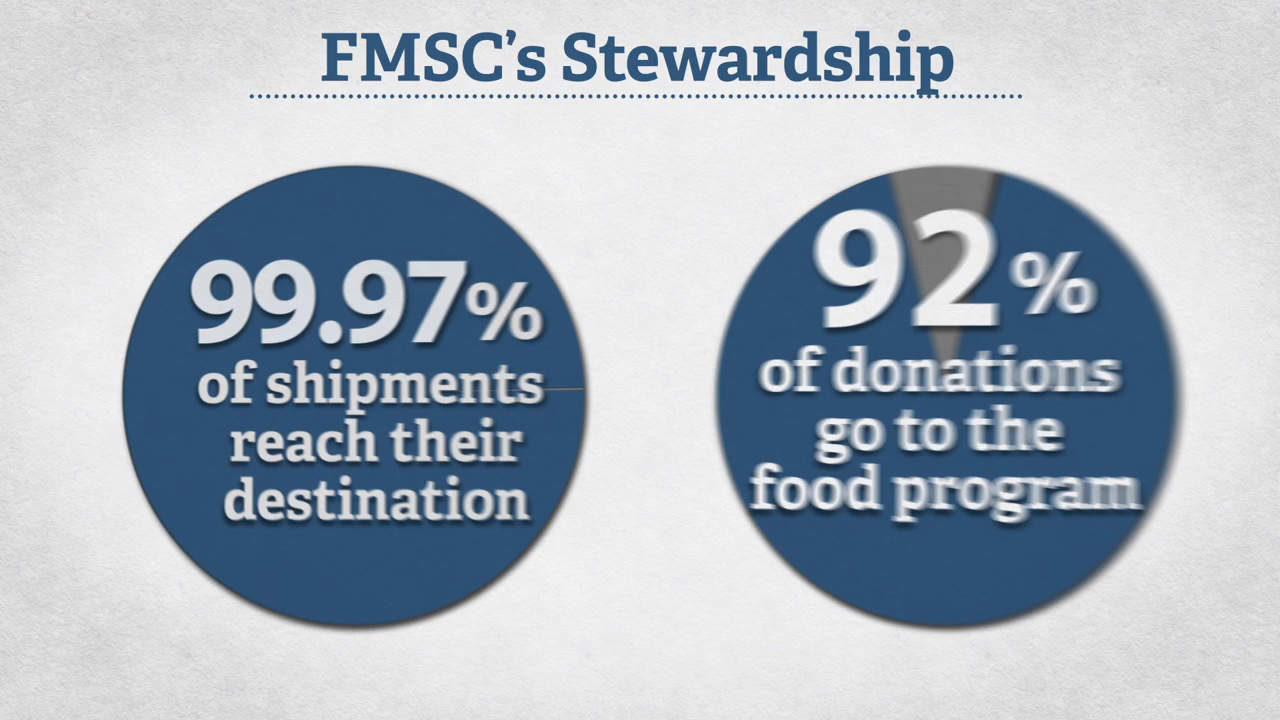 FMSC's Stewardship
99.97%
of shipments
reach their
destination
92%
of donations
go to the
food program